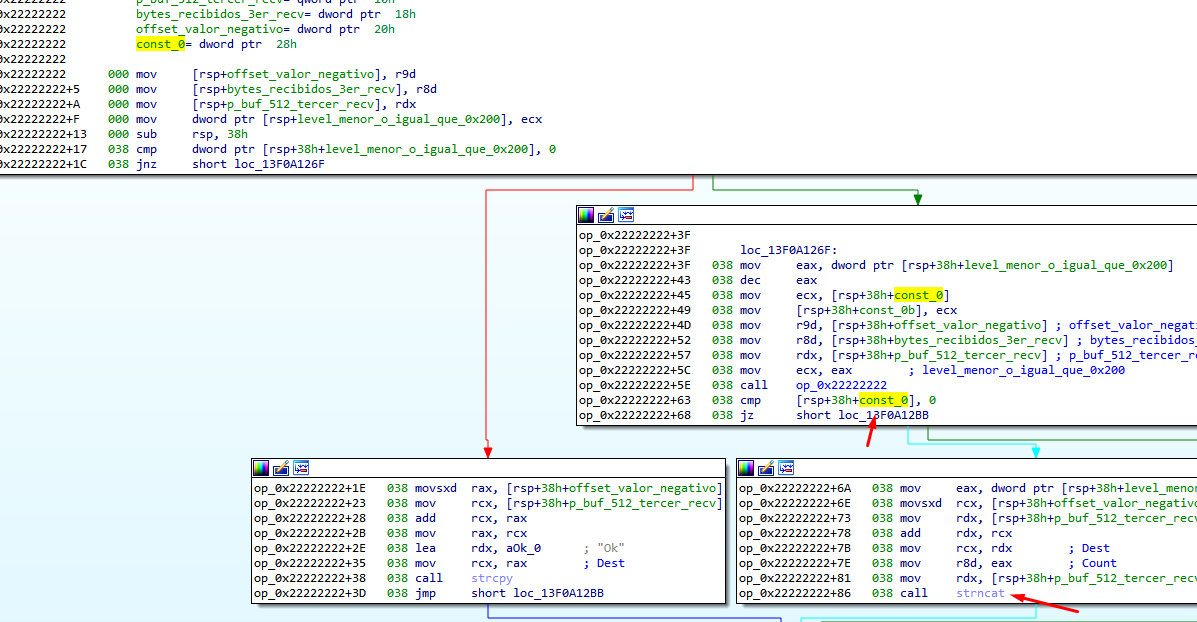 0x22222222 p_buf_512_tercer_recv= qword ptr 10h
0x22222222 bytes_recibidos_3er_recv= dword ptr 18h
0x22222222 offset_valor_negativo= dword ptr 20h
0x22222222 const_0= dword ptr 28h
0x22222222
0x22222222 000 mov [rsp+offset_valor_negativo], r9d
0x22222222+5 000 mov [rsp+bytes_recibidos_3er_recv], r8d
0x22222222+A 000 mov [rsp+p_buf_512_tercer_recv], rdx
0x22222222+F 000 mov dword ptr [rsp+level_menor_o_igual_que_0x200], ecx
0x22222222+13 000 sub rsp, 38h
0x22222222+17 038 cmp dword ptr [rsp+38h+level_menor_o_igual_que_0x200], 0
0x22222222+1C 038 jnz short loc_13F0A126F
op_0x22222222+3F
op_0x22222222+3F loc_13F0A126F:
op_0x22222222+3F 038 mov eax, dword ptr [rsp+38h+level_menor_o_igual_que_0x200]
op_0x22222222+43 038 dec eax
op_0x22222222+45 038 mov ecx, [rsp+38h+const_0]
op_0x22222222+49 038 mov [rsp+38h+const_0b], ecx
op_0x22222222+4D 038 mov r9d, [rsp+38h+offset_valor_negativo] ; offset_valor_negati
op_0x22222222+52 038 mov r8d, [rsp+38h+bytes_recibidos_3er_recv] ; bytes_recibidos_
op_0x22222222+57 038 mov rdx, [rsp+38h+p_buf_512_tercer_recv] ; p_buf_512_tercer_r
op_0x22222222+5C 038 mov ecx, eax ; level_menor_o_igual_que_0x200
op_0x22222222+5E 038 call op_0x22222222
op_0x22222222+63 038 cmp [rsp+38h+const_0], 0
op_0x22222222+68 038 jz short loc_13F0A12BB
op_0x22222222+1E 038 movsxd rax, [rsp+38h+offset_valor_negativo]
op_0x22222222+23 038 mov rcx, [rsp+38h+p_buf_512_tercer_recv]
op_0x22222222+28 038 add rcx, rax
op_0x22222222+2B 038 mov rax, rcx
op_0x22222222+2E 038 lea rdx, aOk_0 ; "Ok"
op_0x22222222+35 038 mov rcx, rax ; Dest
op_0x22222222+38 038 call strcpy
op_0x22222222+3D 038 jmp short loc_13F0A12BB
op_0x22222222+6A 038 mov eax, dword ptr [rsp+38h+level_menor
op_0x22222222+6E 038 movsxd rcx, [rsp+38h+offset_valor_negativo
op_0x22222222+73 038 mov rdx, [rsp+38h+p_buf_512_tercer_recv
op_0x22222222+78 038 add rdx, rcx
op_0x22222222+7B 038 mov rcx, rdx ; Dest
op_0x22222222+7E 038 mov r8d, eax ; Count
op_0x22222222+81 038 mov rdx, [rsp+38h+p_buf_512_tercer_recv
op_0x22222222+86 038 call strncat